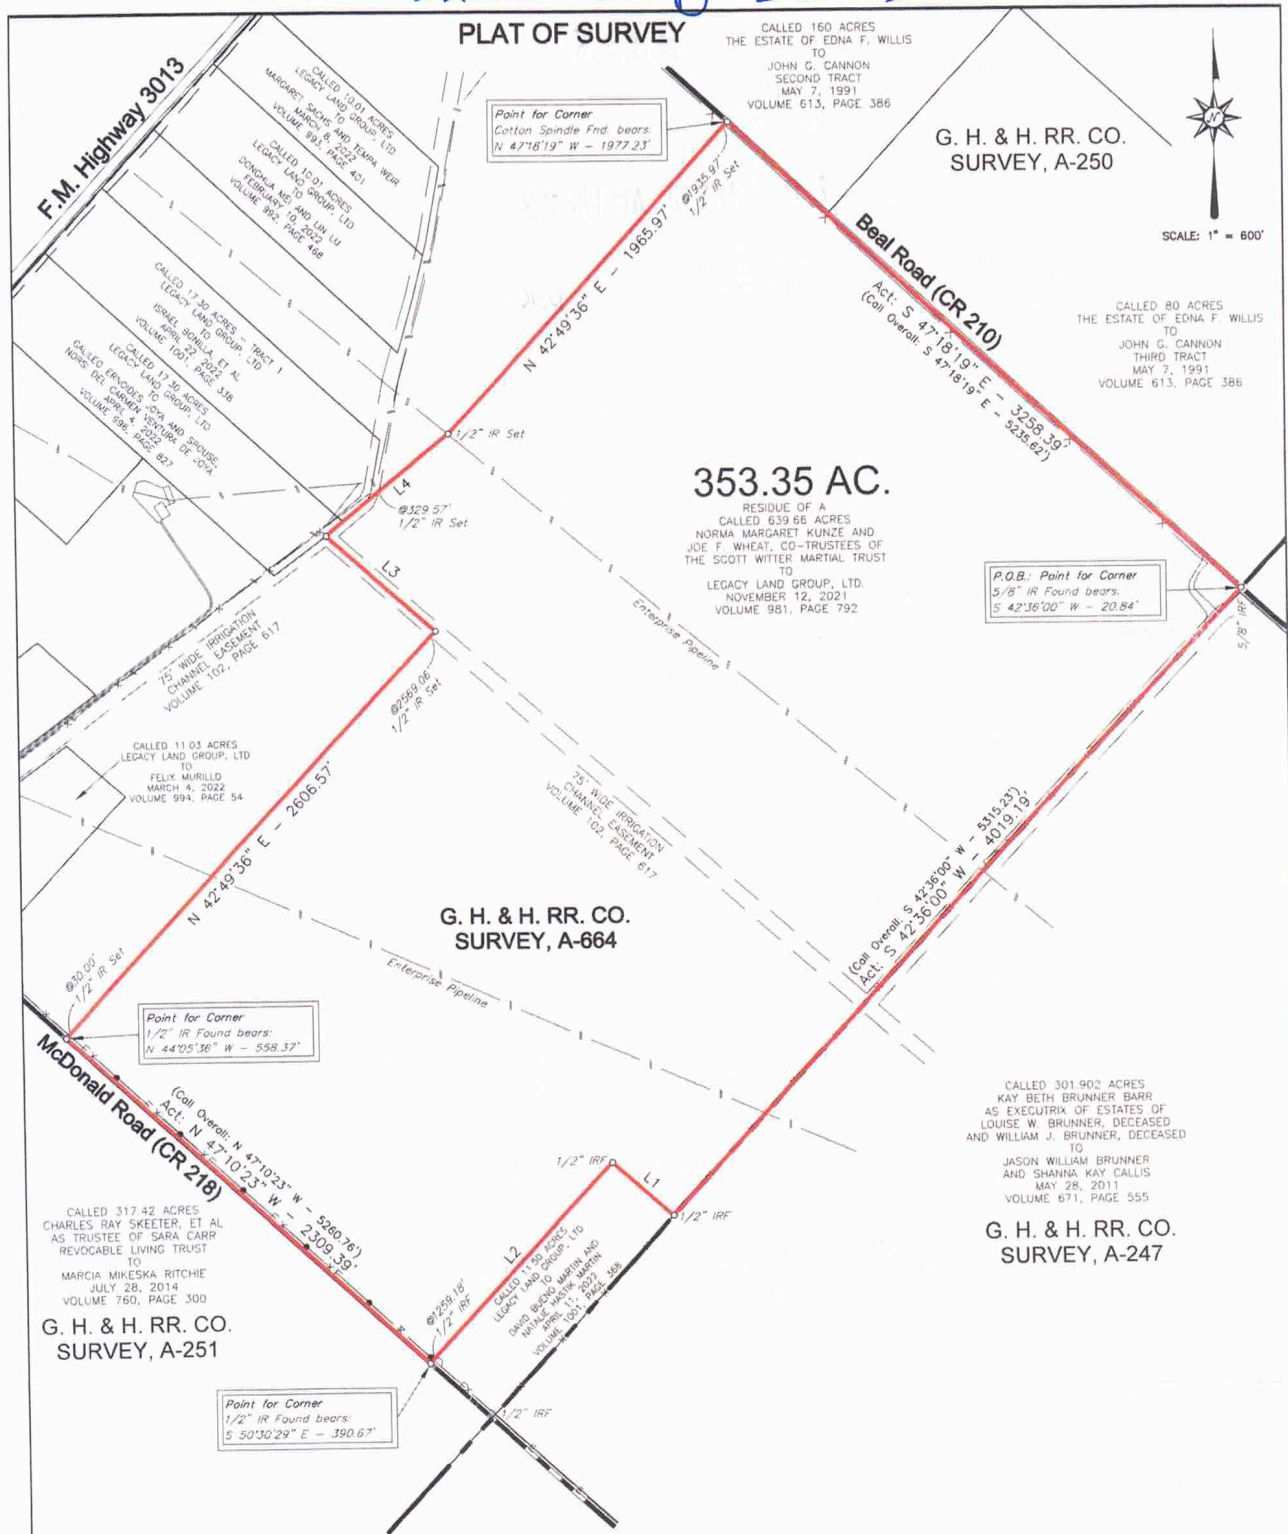 PLAT OF SURVEY
CALLED 160 ACRES
THE ESTATE OF EDNA F. WILLIS
TO
JOHN G. CANNON
SECOND TRACT
MAY 7, 1991
VOLUME 613, PAGE 386
G. H. & H. RR. CO.
SURVEY, A-250
N
SCALE: 1" = 600'
F.M. Highway 3013
CALLED 10.01 ACRES
LEGACY LAND GROUP, LTD
TO
MARGARET SACHS AND TEMPA WEIR
MARCH 8, 2022
VOLUME 993, PAGE 401
CALLED 10.01 ACRES
LEGACY LAND GROUP, LTD
TO
DONGHUA MEI AND LIN LU
FEBRUARY 10, 2022
VOLUME 992, PAGE 468
CALLED 17.30 ACRES - TRACT 1
LEGACY LAND GROUP, LTD
TO
ISRAEL BONILLA, ET AL
APRIL 22, 2022
VOLUME 1001, PAGE 338
CALLED 17.30 ACRES
LEGACY LAND GROUP, LTD
TO
GALILEO ERNOIDES JOYA AND SPOUSE,
NORS DEL CARMEN VENTURA DE JOYA
APRIL 4, 2022
VOLUME 996, PAGE 827
Point for Corner
Cotton Spindle Fnd. bears:
N 47°18'19" W - 1977.23'
@1935.97'
1/2" IR Set
N 42°49'36" E - 1965.97'
Beal Road (CR 210)
Act: S 47°18'19" E - 3258.39'
(Call Overall: S 47°18'19" E - 5235.62')
CALLED 80 ACRES
THE ESTATE OF EDNA F. WILLIS
TO
JOHN G. CANNON
THIRD TRACT
MAY 7, 1991
VOLUME 613, PAGE 386
1/2" IR Set
L4
@329.57'
1/2" IR Set
L3
353.35 AC.
RESIDUE OF A
CALLED 639.66 ACRES
NORMA MARGARET KUNZE AND
JOE F. WHEAT, CO-TRUSTEES OF
THE SCOTT WITTER MARTIAL TRUST
TO
LEGACY LAND GROUP, LTD.
NOVEMBER 12, 2021
VOLUME 981, PAGE 792
P.O.B.: Point for Corner
5/8" IR Found bears:
S 42°36'00" W - 20.84'
5/8" IRF
Enterprise Pipeline
75' WIDE IRRIGATION
CHANNEL EASEMENT
VOLUME 102, PAGE 617
@2569.06'
1/2" IR Set
CALLED 11.03 ACRES
LEGACY LAND GROUP, LTD
TO
FELIX MURILLO
MARCH 4, 2022
VOLUME 994, PAGE 54
N 42°49'36" E - 2606.57'
75' WIDE IRRIGATION
CHANNEL EASEMENT
VOLUME 102, PAGE 617
(Call Overall: S 42°36'00" W - 5315.23')
Act: S 42°36'00" W - 4019.19'
G. H. & H. RR. CO.
SURVEY, A-664
Enterprise Pipeline
@30.00'
1/2" IR Set
Point for Corner
1/2" IR Found bears:
N 44°05'36" W - 558.37'
McDonald Road (CR 218)
(Call Overall: N 47°10'23" W - 5260.76')
Act: N 47°10'23" W - 2309.39'
CALLED 301.902 ACRES
KAY BETH BRUNNER BARR
AS EXECUTRIX OF ESTATES OF
LOUISE W. BRUNNER, DECEASED
AND WILLIAM J. BRUNNER, DECEASED
TO
JASON WILLIAM BRUNNER
AND SHANNA KAY CALLIS
MAY 28, 2011
VOLUME 671, PAGE 555
G. H. & H. RR. CO.
SURVEY, A-247
1/2" IRF
L1
1/2" IRF
L2
CALLED 11.50 ACRES
LEGACY LAND GROUP, LTD
TO
DAVID BUENO MARTIN AND
NATALIE HASTIK MARTIN
APRIL 11, 2022
VOLUME 1001, PAGE 368
CALLED 317.42 ACRES
CHARLES RAY SKEETER, ET AL
AS TRUSTEE OF SARA CARR
REVOCABLE LIVING TRUST
TO
MARCIA MIKESKA RITCHIE
JULY 28, 2014
VOLUME 760, PAGE 300
G. H. & H. RR. CO.
SURVEY, A-251
@1259.18'
1/2" IRF
Point for Corner
1/2" IR Found bears:
S 50°30'29" E - 390.67'
1/2" IRF